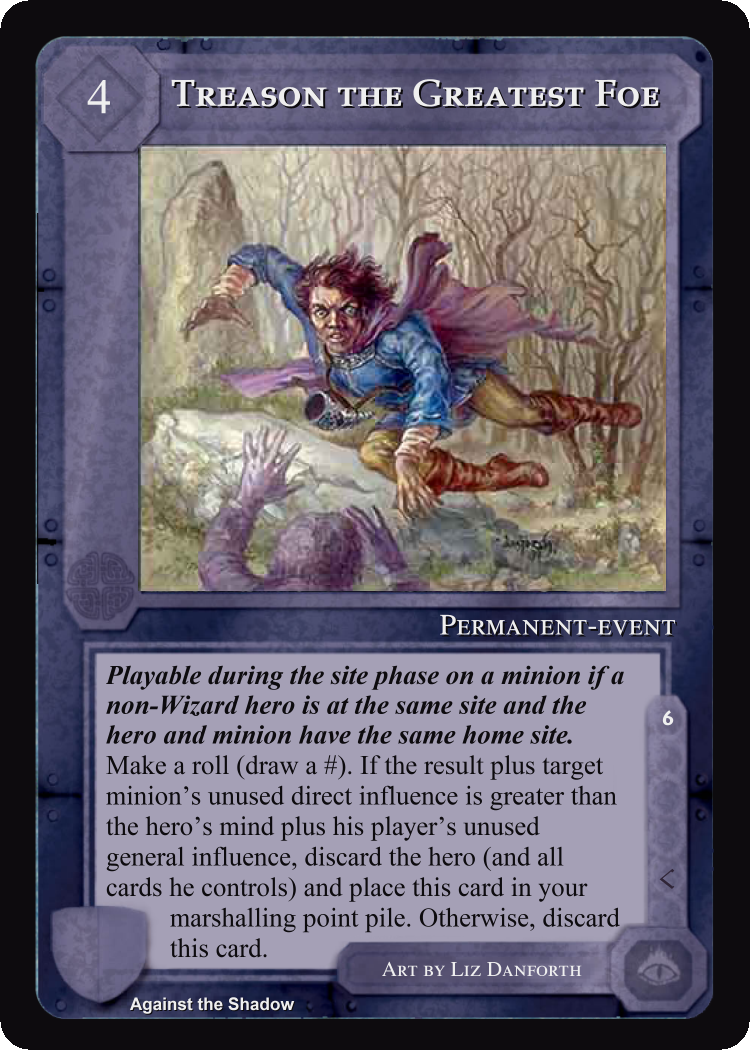 4
TREASON THE GREATEST FOE
PERMANENT-EVENT
Playable during the site phase on a minion if a
non-Wizard hero is at the same site and the
hero and minion have the same home site.
Make a roll (draw a #). If the result plus target
minion's unused direct influence is greater than
the hero's mind plus his player's unused
general influence, discard the hero (and all
cards he controls) and place this card in your
marshalling point pile. Otherwise, discard
this card.
6
ART BY LIZ DANFORTH
Against the Shadow